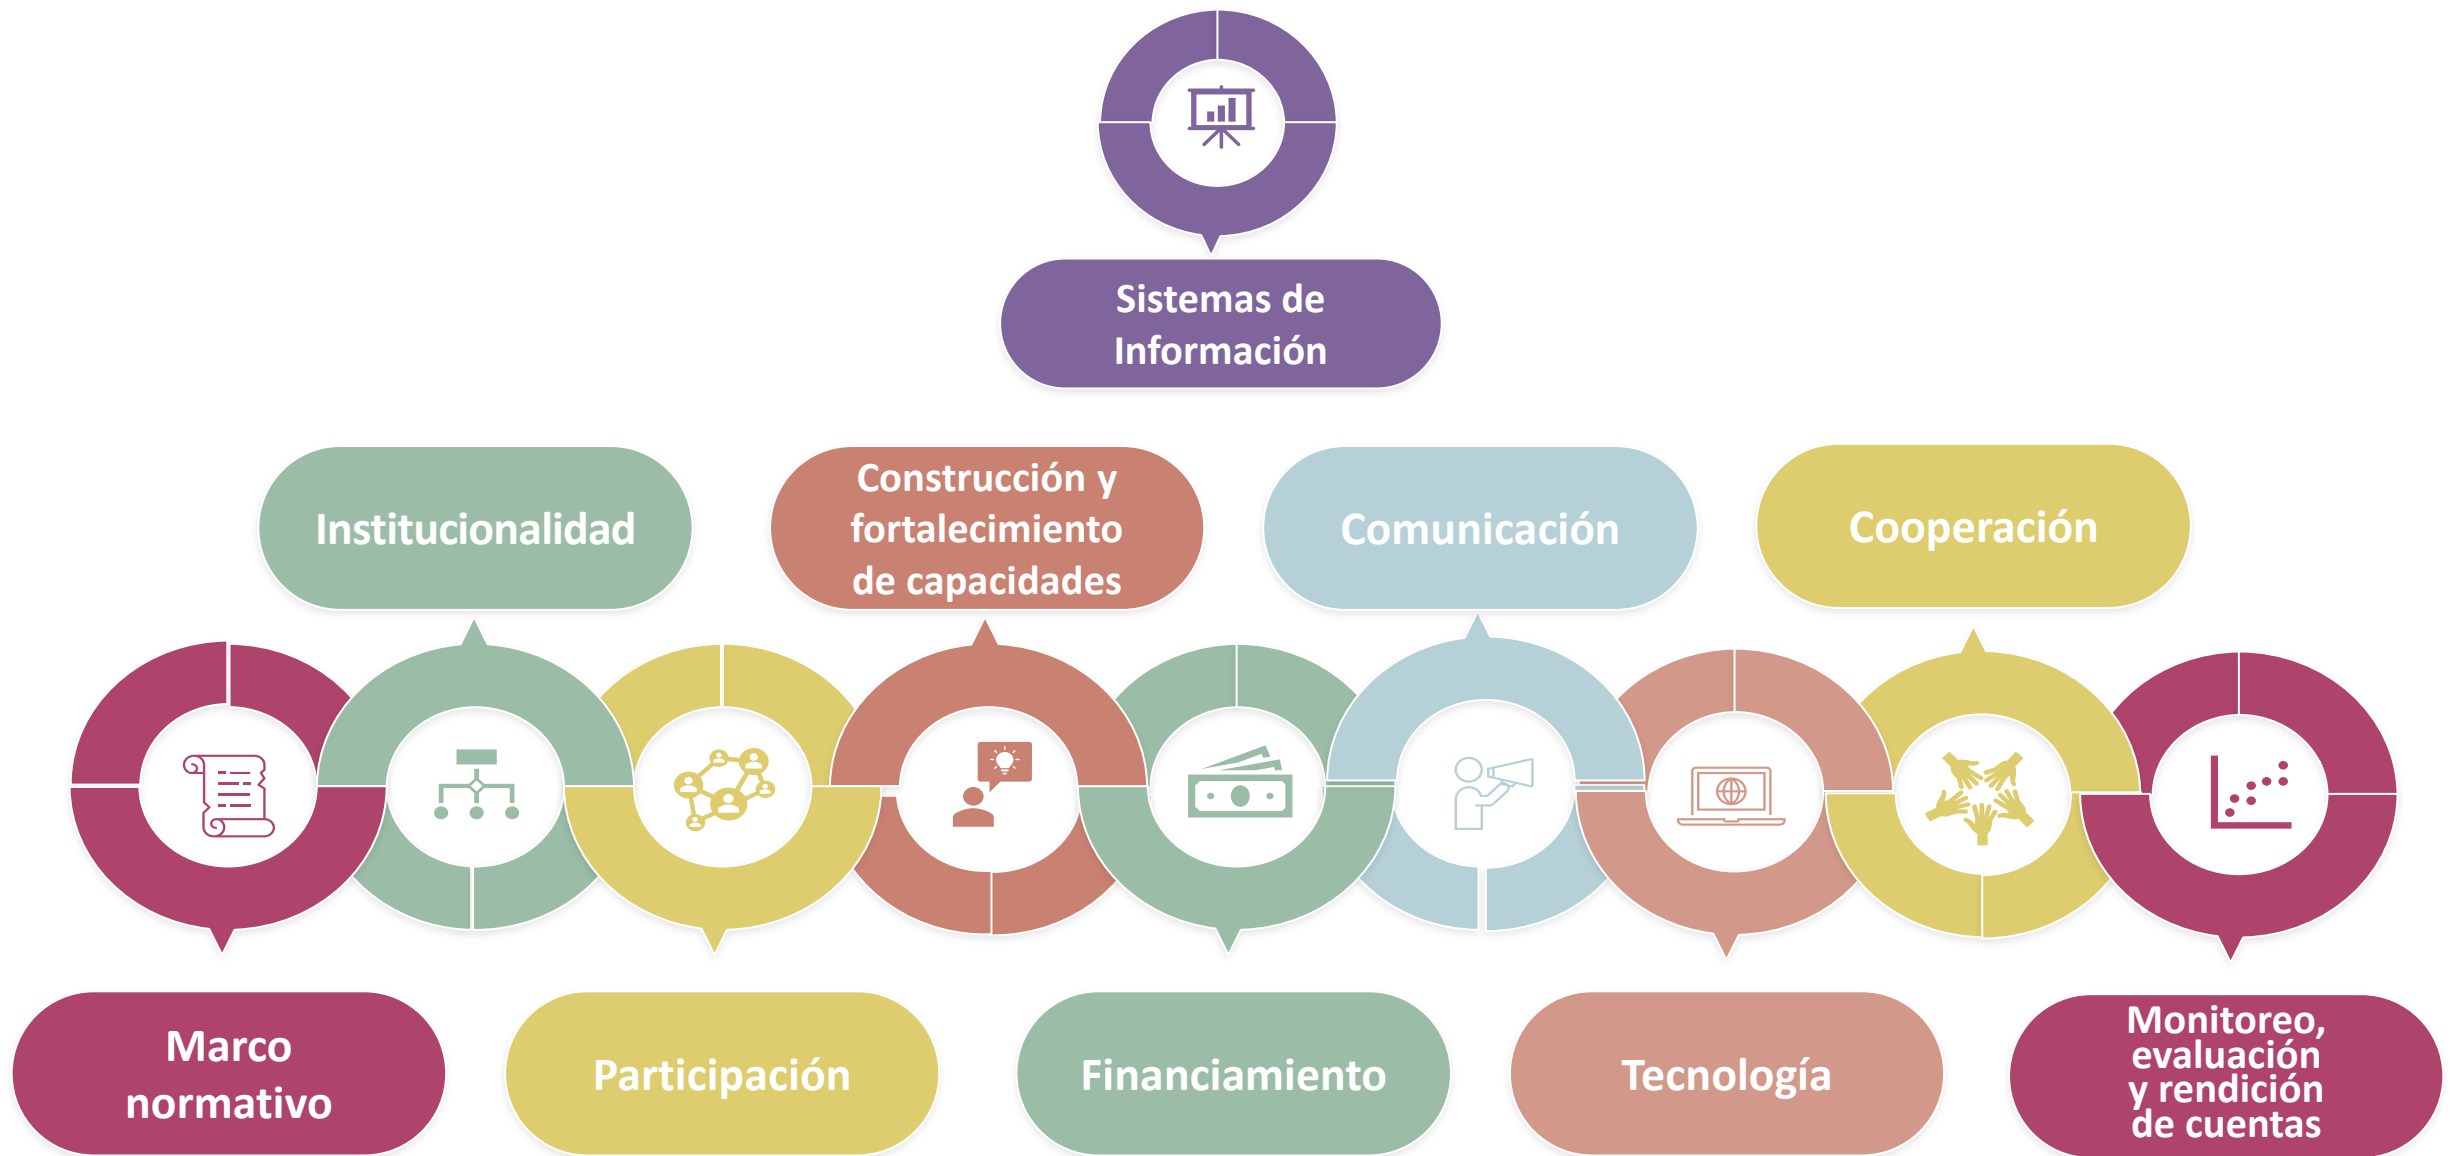 Sistemas de
Información
Institucionalidad
Construcción y
fortalecimiento
de capacidades
Comunicación
Cooperación
Marco
normativo
Participación
Financiamiento
Tecnología
Monitoreo,
evaluación
y rendición
de cuentas